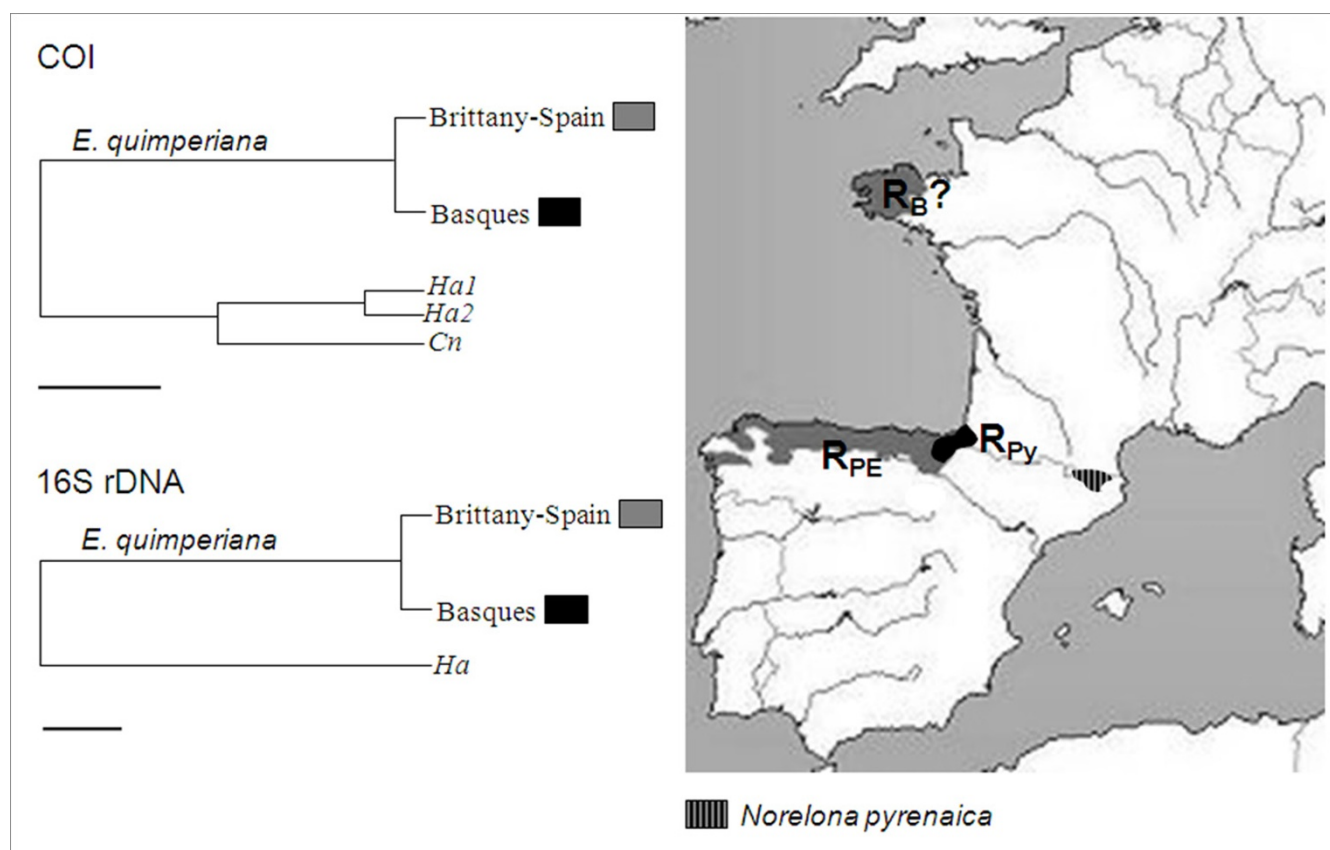 COI
E. quimperiana
Brittany-Spain
Basques
Ha1
Ha2
Cn
16S rDNA
E. quimperiana
Brittany-Spain
Basques
Ha
RB?
RPE
RPy
Norelona pyrenaica